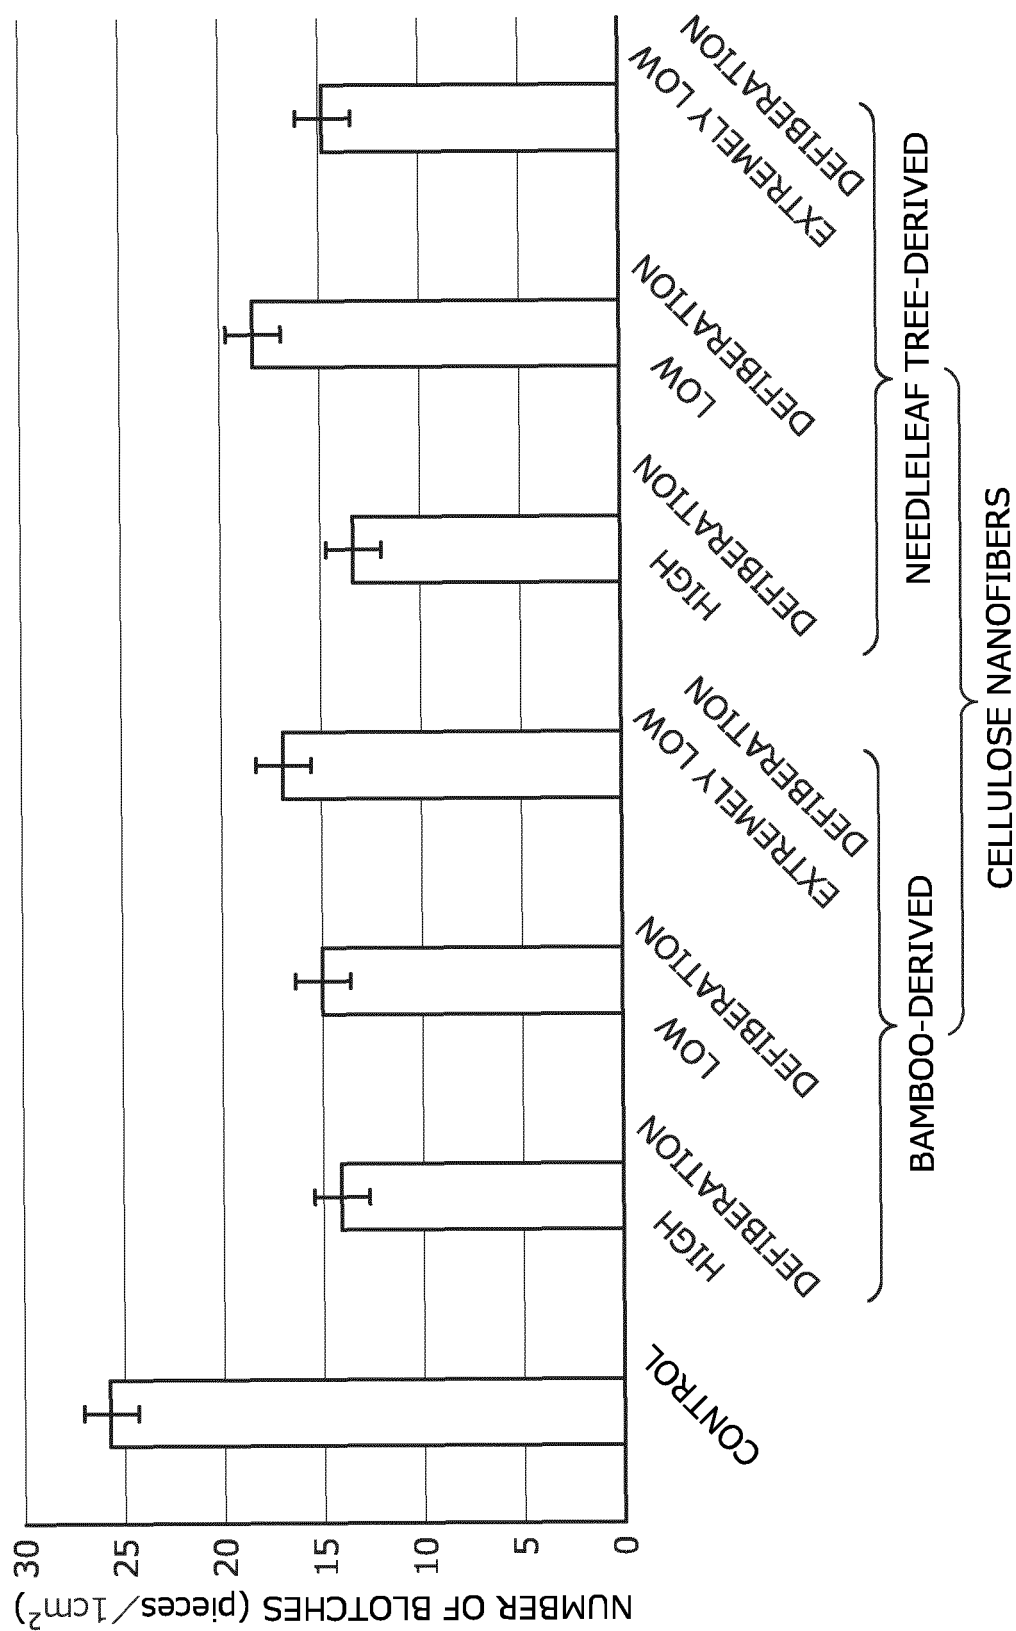 NUMBER OF BLOTCHES (pieces/1cm²)
30
25
20
15
10
5
0
CONTROL
HIGH
DEFIBERATION
LOW
DEFIBERATION
EXTREMELY LOW
DEFIBERATION
HIGH
DEFIBERATION
LOW
DEFIBERATION
EXTREMELY LOW
DEFIBERATION
BAMBOO-DERIVED
NEEDLELEAF TREE-DERIVED
CELLULOSE NANOFIBERS